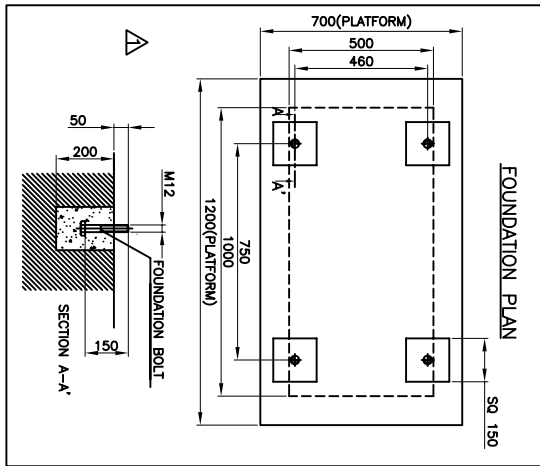 FOUNDATION PLAN
700(PLATFORM)
500
460
A
A'
750
1000
1200(PLATFORM)
SQ 150
1
50
200
M12
FOUNDATION BOLT
150
SECTION A-A'